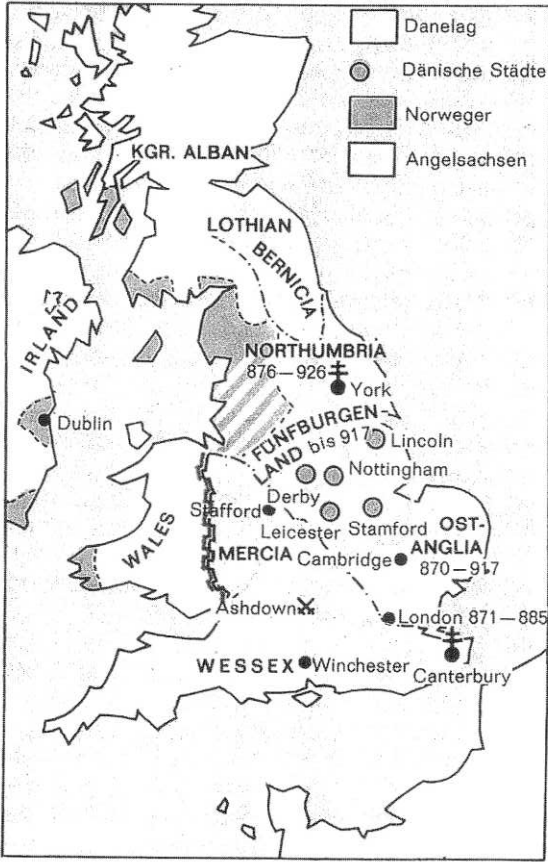 Danelag
Dänische Städte
Norweger
Angelsachsen
KGR. ALBAN
LOTHIAN
BERNICIA
IRLAND
NORTHUMBRIA
876—926
York
Dublin
FÜNFBURGEN-
LAND bis 917
Lincoln
Nottingham
Derby
Stafford
Leicester
Stamford
WALES
MERCIA
OST-
ANGLIA
870—917
Cambridge
Ashdown
London 871—885
WESSEX
Winchester
Canterbury